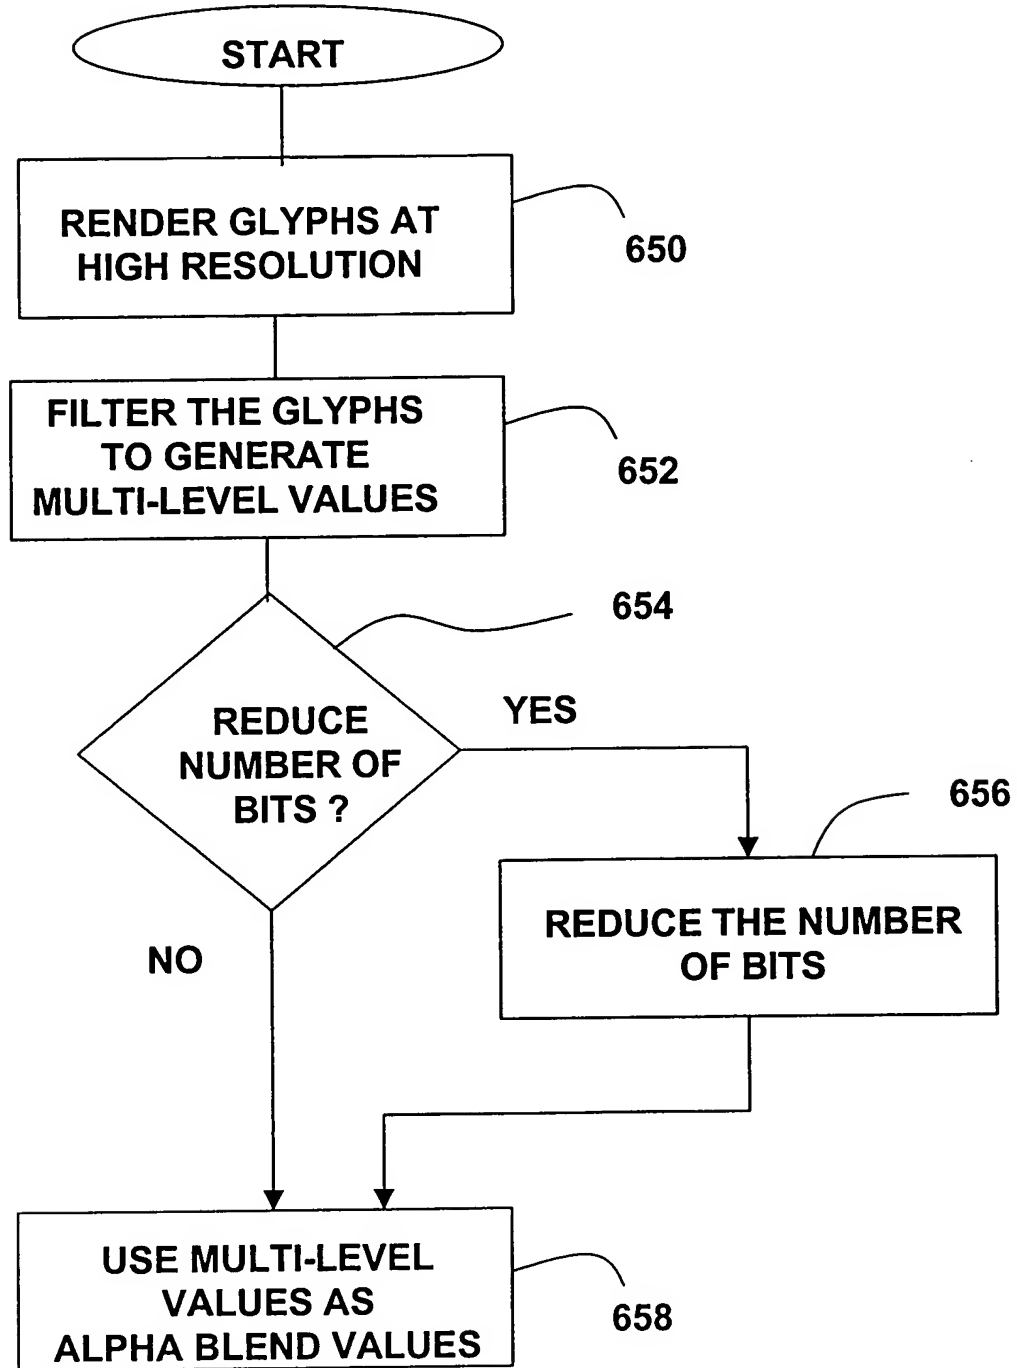 START
RENDER GLYPHS AT
HIGH RESOLUTION
650
FILTER THE GLYPHS
TO GENERATE
MULTI-LEVEL VALUES
652
654
REDUCE
NUMBER OF
BITS ?
YES
656
REDUCE THE NUMBER
OF BITS
NO
USE MULTI-LEVEL
VALUES AS
ALPHA BLEND VALUES
658